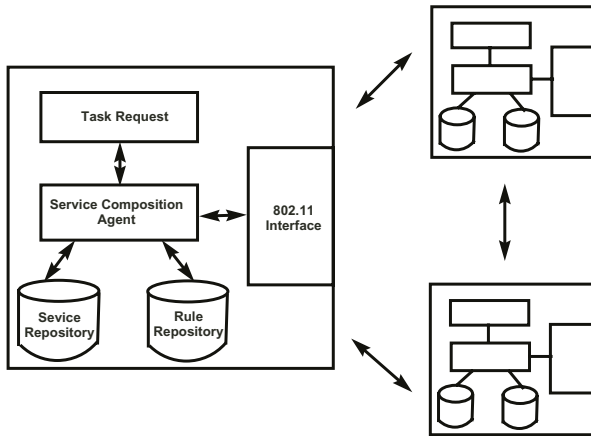 Task Request
Service Composition
Agent
802.11
Interface
Sevice
Repository
Rule
Repository